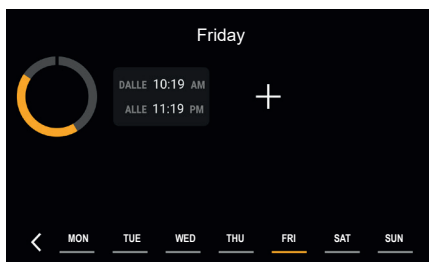 Friday
DALLE 10:19 AM
ALLE 11:19 PM
MON TUE WED THU FRI SAT SUN